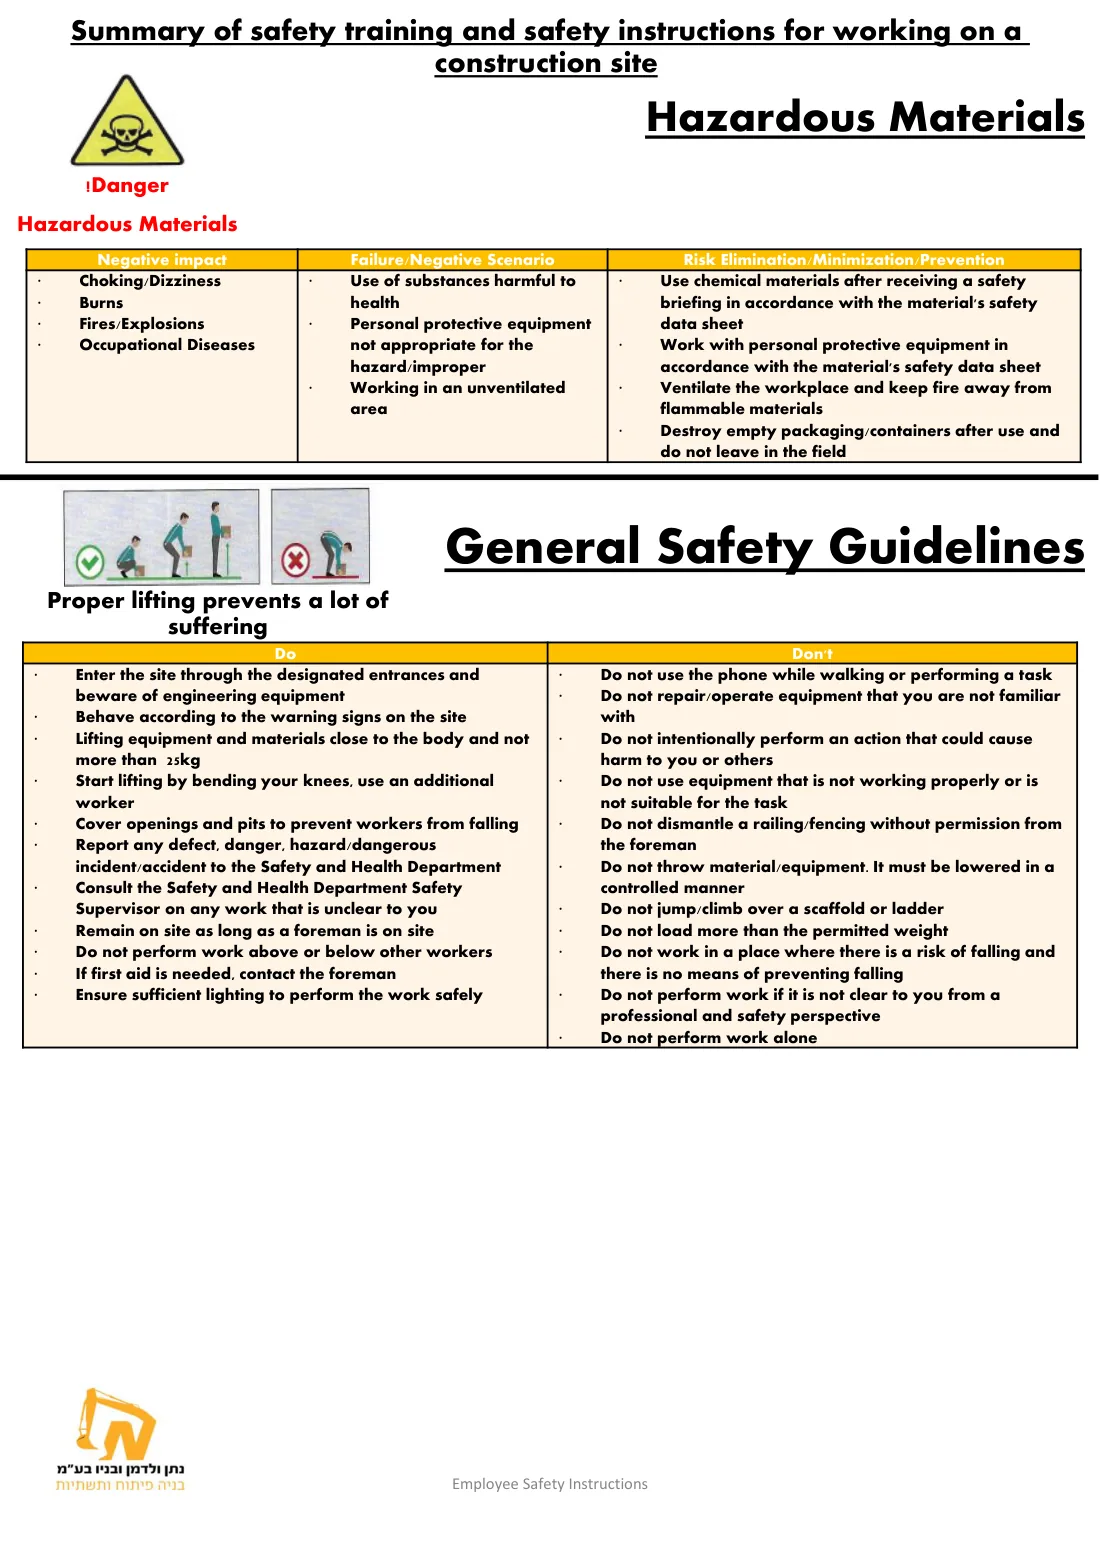 Summary of safety training and safety instructions for working on a
construction site
Hazardous Materials
!Danger
Hazardous Materials
Negative impact
· Choking/Dizziness
· Burns
· Fires/Explosions
· Occupational Diseases
Failure/Negative Scenario
· Use of substances harmful to
health
· Personal protective equipment
not appropriate for the
hazard/improper
· Working in an unventilated
area
Risk Elimination/Minimization/Prevention
· Use chemical materials after receiving a safety
briefing in accordance with the material's safety
data sheet
· Work with personal protective equipment in
accordance with the material's safety data sheet
· Ventilate the workplace and keep fire away from
flammable materials
· Destroy empty packaging/containers after use and
do not leave in the field
General Safety Guidelines
Proper lifting prevents a lot of
suffering
Do
· Enter the site through the designated entrances and
beware of engineering equipment
· Behave according to the warning signs on the site
· Lifting equipment and materials close to the body and not
more than 25kg
· Start lifting by bending your knees, use an additional
worker
· Cover openings and pits to prevent workers from falling
· Report any defect, danger, hazard/dangerous
incident/accident to the Safety and Health Department
· Consult the Safety and Health Department Safety
Supervisor on any work that is unclear to you
· Remain on site as long as a foreman is on site
· Do not perform work above or below other workers
· If first aid is needed, contact the foreman
· Ensure sufficient lighting to perform the work safely
Don't
· Do not use the phone while walking or performing a task
· Do not repair/operate equipment that you are not familiar
with
· Do not intentionally perform an action that could cause
harm to you or others
· Do not use equipment that is not working properly or is
not suitable for the task
· Do not dismantle a railing/fencing without permission from
the foreman
· Do not throw material/equipment. It must be lowered in a
controlled manner
· Do not jump/climb over a scaffold or ladder
· Do not load more than the permitted weight
· Do not work in a place where there is a risk of falling and
there is no means of preventing falling
· Do not perform work if it is not clear to you from a
professional and safety perspective
· Do not perform work alone
נתן ולדמן ובניו בע"מ
בניה פיתוח ותשתיות
Employee Safety Instructions